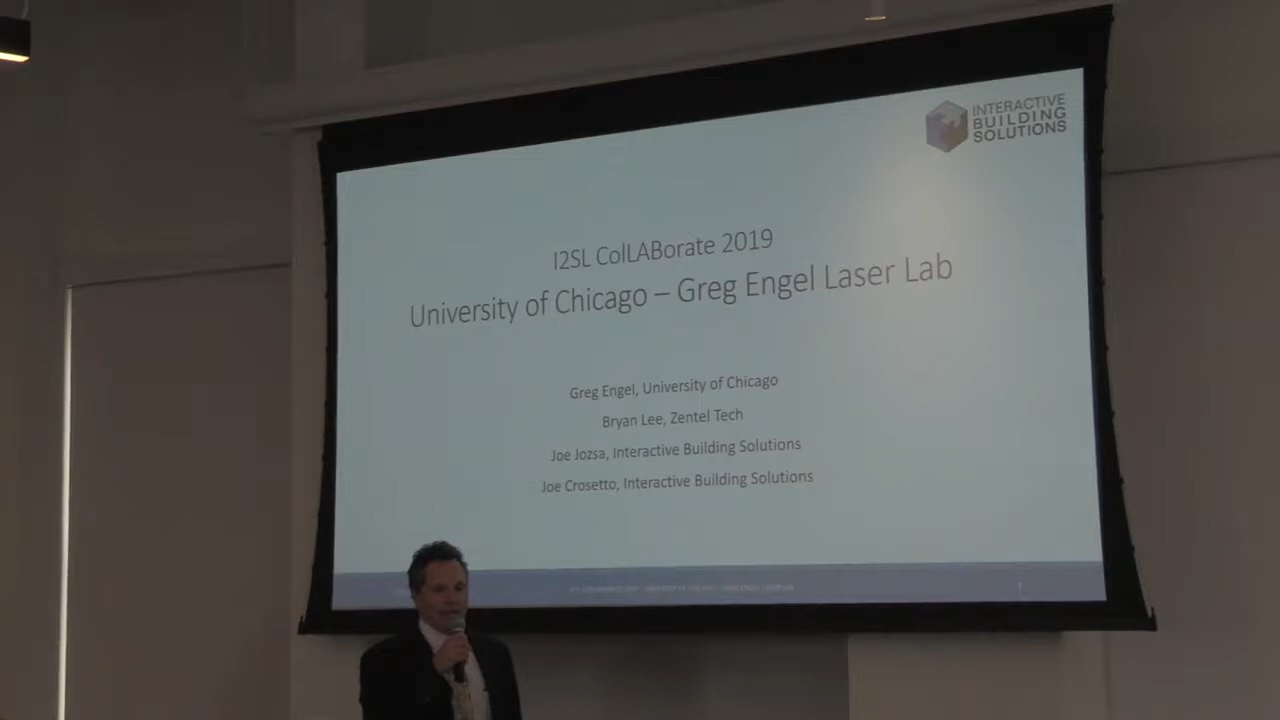 INTERACTIVE
BUILDING
SOLUTIONS
I2SL ColLABorate 2019
University of Chicago – Greg Engel Laser Lab
Greg Engel, University of Chicago
Bryan Lee, Zentel Tech
Joe Jozsa, Interactive Building Solutions
Joe Crosetto, Interactive Building Solutions